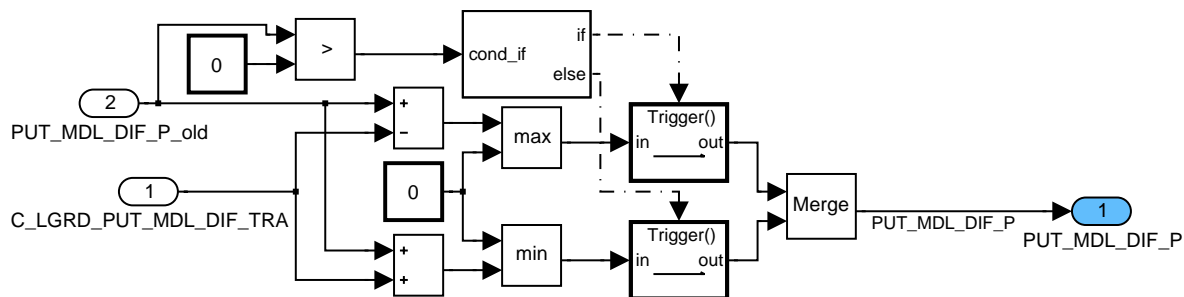 if
0
>
cond_if
else
2
PUT_MDL_DIF_P_old
+
−
max
Trigger()
in
out
1
C_LGRD_PUT_MDL_DIF_TRA
0
Merge
PUT_MDL_DIF_P
1
PUT_MDL_DIF_P
+
+
min
Trigger()
in
out